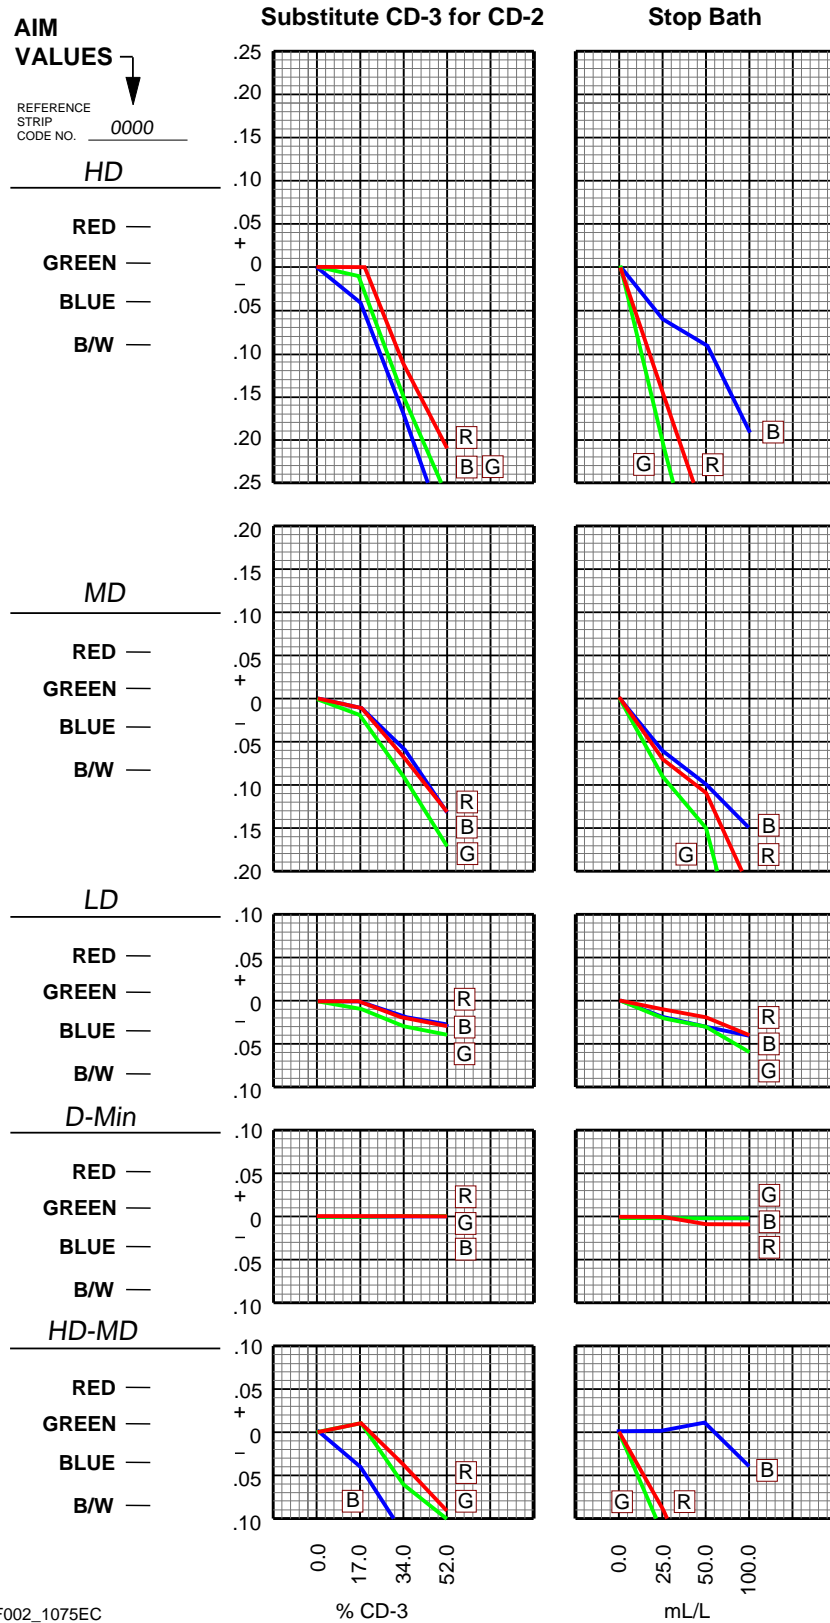 Substitute CD-3 for CD-2
Stop Bath
AIM
VALUES
REFERENCE
STRIP
CODE NO. 0000
HD
RED
GREEN
BLUE
B/W
.25
.20
.15
.10
.05
+
0
−
.05
.10
.15
.20
.25
R
B G
B
G R
MD
RED
GREEN
BLUE
B/W
.20
.15
.10
.05
+
0
−
.05
.10
.15
.20
R
B
G
B
G R
LD
RED
GREEN
BLUE
B/W
.10
.05
+
0
−
.05
.10
R
B
G
R
B
G
D-Min
RED
GREEN
BLUE
B/W
.10
.05
+
0
−
.05
.10
R
G
B
G
B
R
HD-MD
RED
GREEN
BLUE
B/W
.10
.05
+
0
−
.05
.10
R
B G
B
G R
0.0 17.0 34.0 52.0
0.0 25.0 50.0 100.0
% CD-3
mL/L
F002_1075EC